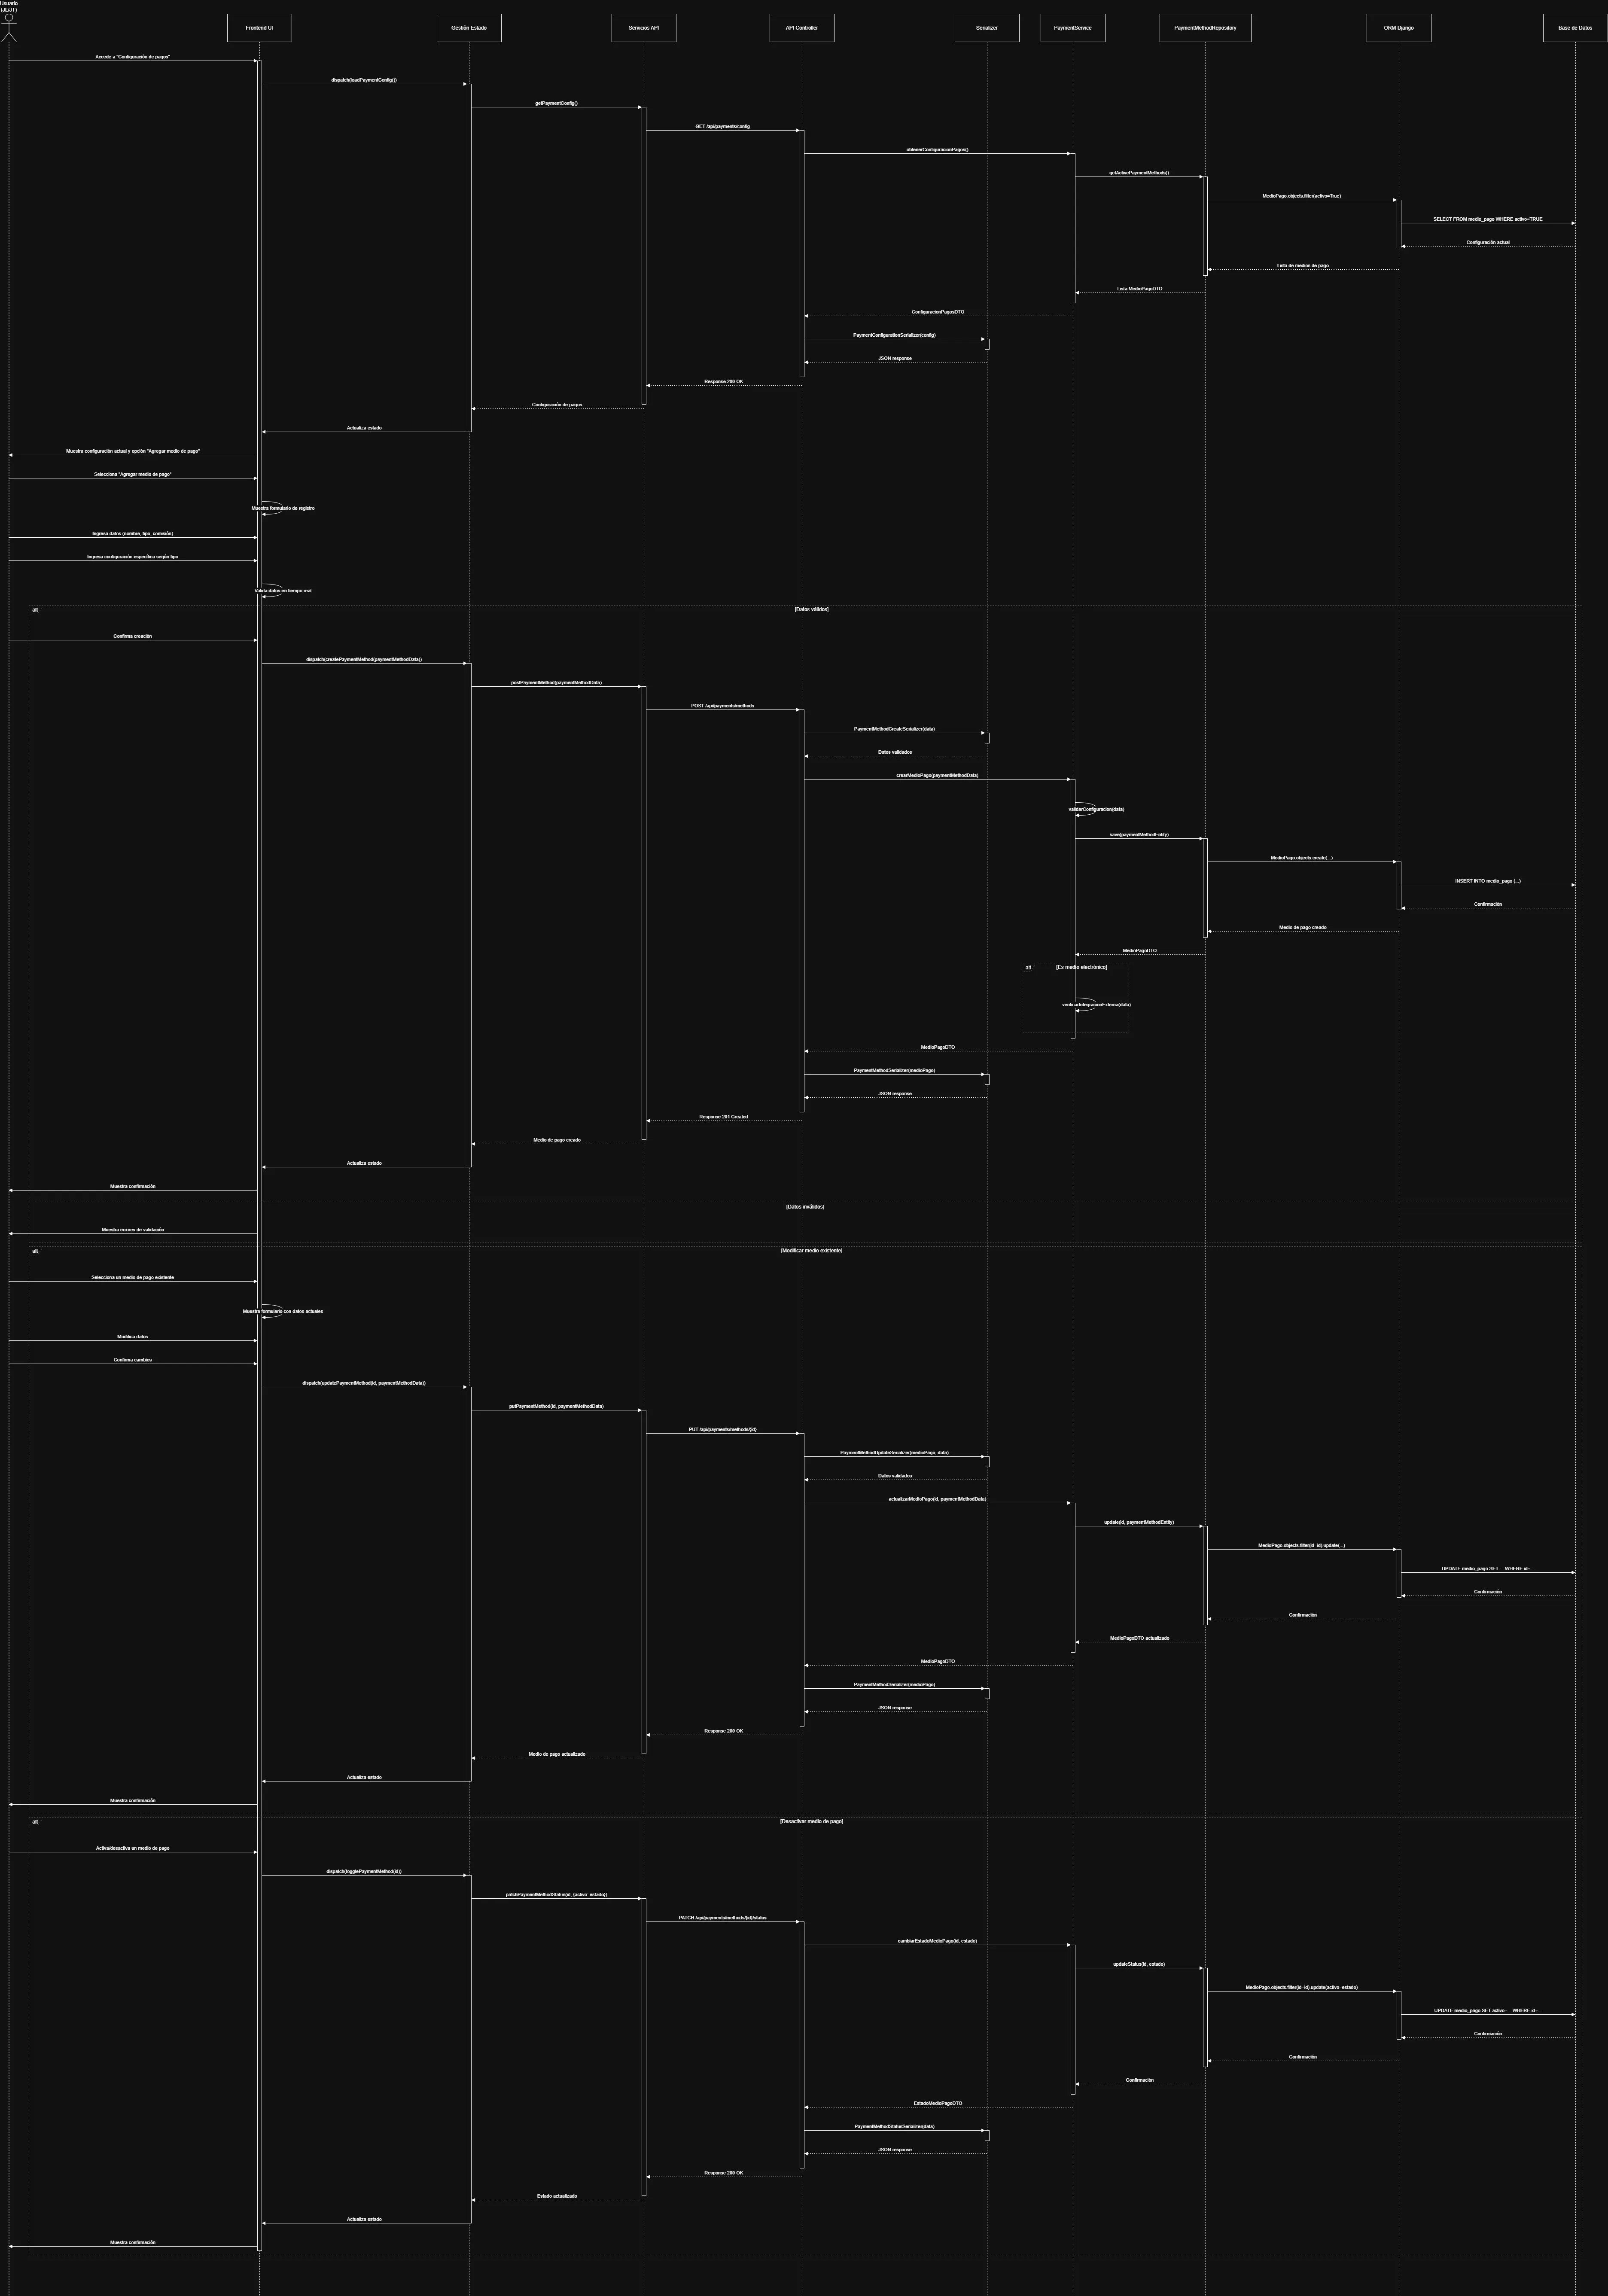 Usuario
(JLUT)
Frontend UI
Gestión Estado
Servicios API
API Controller
Serializer
PaymentService
PaymentMethodRepository
ORM Django
Base de Datos
Accede a "Configuración de pagos"
dispatch(loadPaymentConfig())
getPaymentConfig()
GET /api/payments/config
obtenerConfiguracionPagos()
getActivePaymentMethods()
MedioPago.objects.filter(activo=True)
SELECT FROM medio_pago WHERE activo=TRUE
Configuración actual
Lista de medios de pago
Lista MedioPagoDTO
ConfiguracionPagosDTO
PaymentConfigurationSerializer(config)
JSON response
Response 200 OK
Configuración de pagos
Actualiza estado
Muestra configuración actual y opción "Agregar medio de pago"
Selecciona "Agregar medio de pago"
Muestra formulario de registro
Ingresa datos (nombre, tipo, comisión)
Ingresa configuración específica según tipo
Valida datos en tiempo real
alt
[Datos válidos]
Confirma creación
dispatch(createPaymentMethod(paymentMethodData))
postPaymentMethod(paymentMethodData)
POST /api/payments/methods
PaymentMethodCreateSerializer(data)
Datos validados
crearMedioPago(paymentMethodData)
validarConfiguracion(data)
save(paymentMethodEntity)
MedioPago.objects.create(...)
INSERT INTO medio_pago (...)
Confirmación
Medio de pago creado
MedioPagoDTO
alt
[Es medio electrónico]
verificarIntegracionExterna(data)
MedioPagoDTO
PaymentMethodSerializer(medioPago)
JSON response
Response 201 Created
Medio de pago creado
Actualiza estado
Muestra confirmación
[Datos inválidos]
Muestra errores de validación
alt
[Modificar medio existente]
Selecciona un medio de pago existente
Muestra formulario con datos actuales
Modifica datos
Confirma cambios
dispatch(updatePaymentMethod(id, paymentMethodData))
putPaymentMethod(id, paymentMethodData)
PUT /api/payments/methods/{id}
PaymentMethodUpdateSerializer(medioPago, data)
Datos validados
actualizarMedioPago(id, paymentMethodData)
update(id, paymentMethodEntity)
MedioPago.objects.filter(id=id).update(...)
UPDATE medio_pago SET ... WHERE id=...
Confirmación
Confirmación
MedioPagoDTO actualizado
MedioPagoDTO
PaymentMethodSerializer(medioPago)
JSON response
Response 200 OK
Medio de pago actualizado
Actualiza estado
Muestra confirmación
alt
[Desactivar medio de pago]
Activa/desactiva un medio de pago
dispatch(togglePaymentMethod(id))
patchPaymentMethodStatus(id, {activo: estado})
PATCH /api/payments/methods/{id}/status
cambiarEstadoMedioPago(id, estado)
updateStatus(id, estado)
MedioPago.objects.filter(id=id).update(activo=estado)
UPDATE medio_pago SET activo=... WHERE id=...
Confirmación
Confirmación
Confirmación
EstadoMedioPagoDTO
PaymentMethodStatusSerializer(data)
JSON response
Response 200 OK
Estado actualizado
Actualiza estado
Muestra confirmación